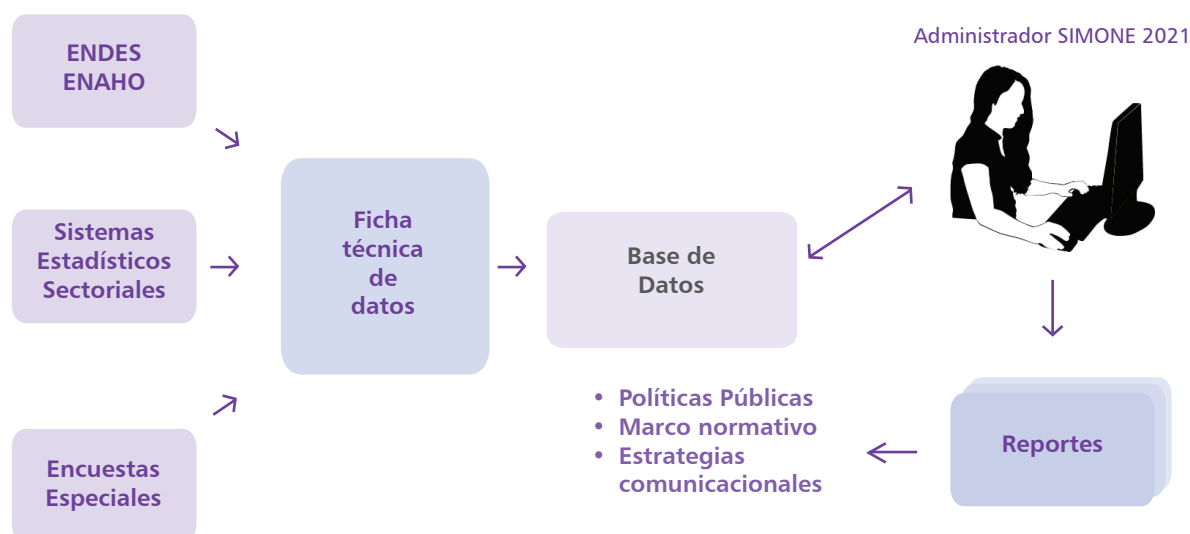 ENDES
ENAHO
Sistemas
Estadísticos
Sectoriales
Encuestas
Especiales
Ficha
técnica
de
datos
Base de
Datos
Administrador SIMONE 2021
Reportes
• Políticas Públicas
• Marco normativo
• Estrategias
comunicacionales